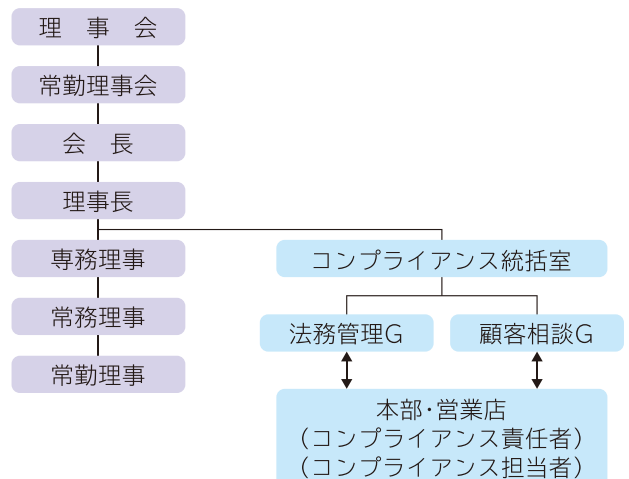 理 事 会
常勤理事会
会 長
理事長
専務理事
コンプライアンス統括室
常務理事
法務管理G
顧客相談G
常勤理事
本部・営業店
（コンプライアンス責任者）
（コンプライアンス担当者）